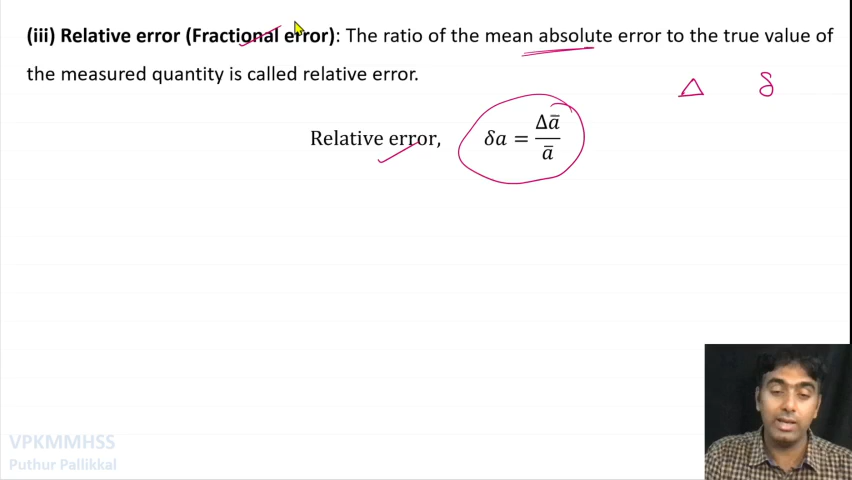 (iii) Relative error (Fractional error): The ratio of the mean absolute error to the true value of
the measured quantity is called relative error.
Δ δ
Relative error, δa = Δa̅ / a̅
VPKMMHSS
Puthur Pallikkal